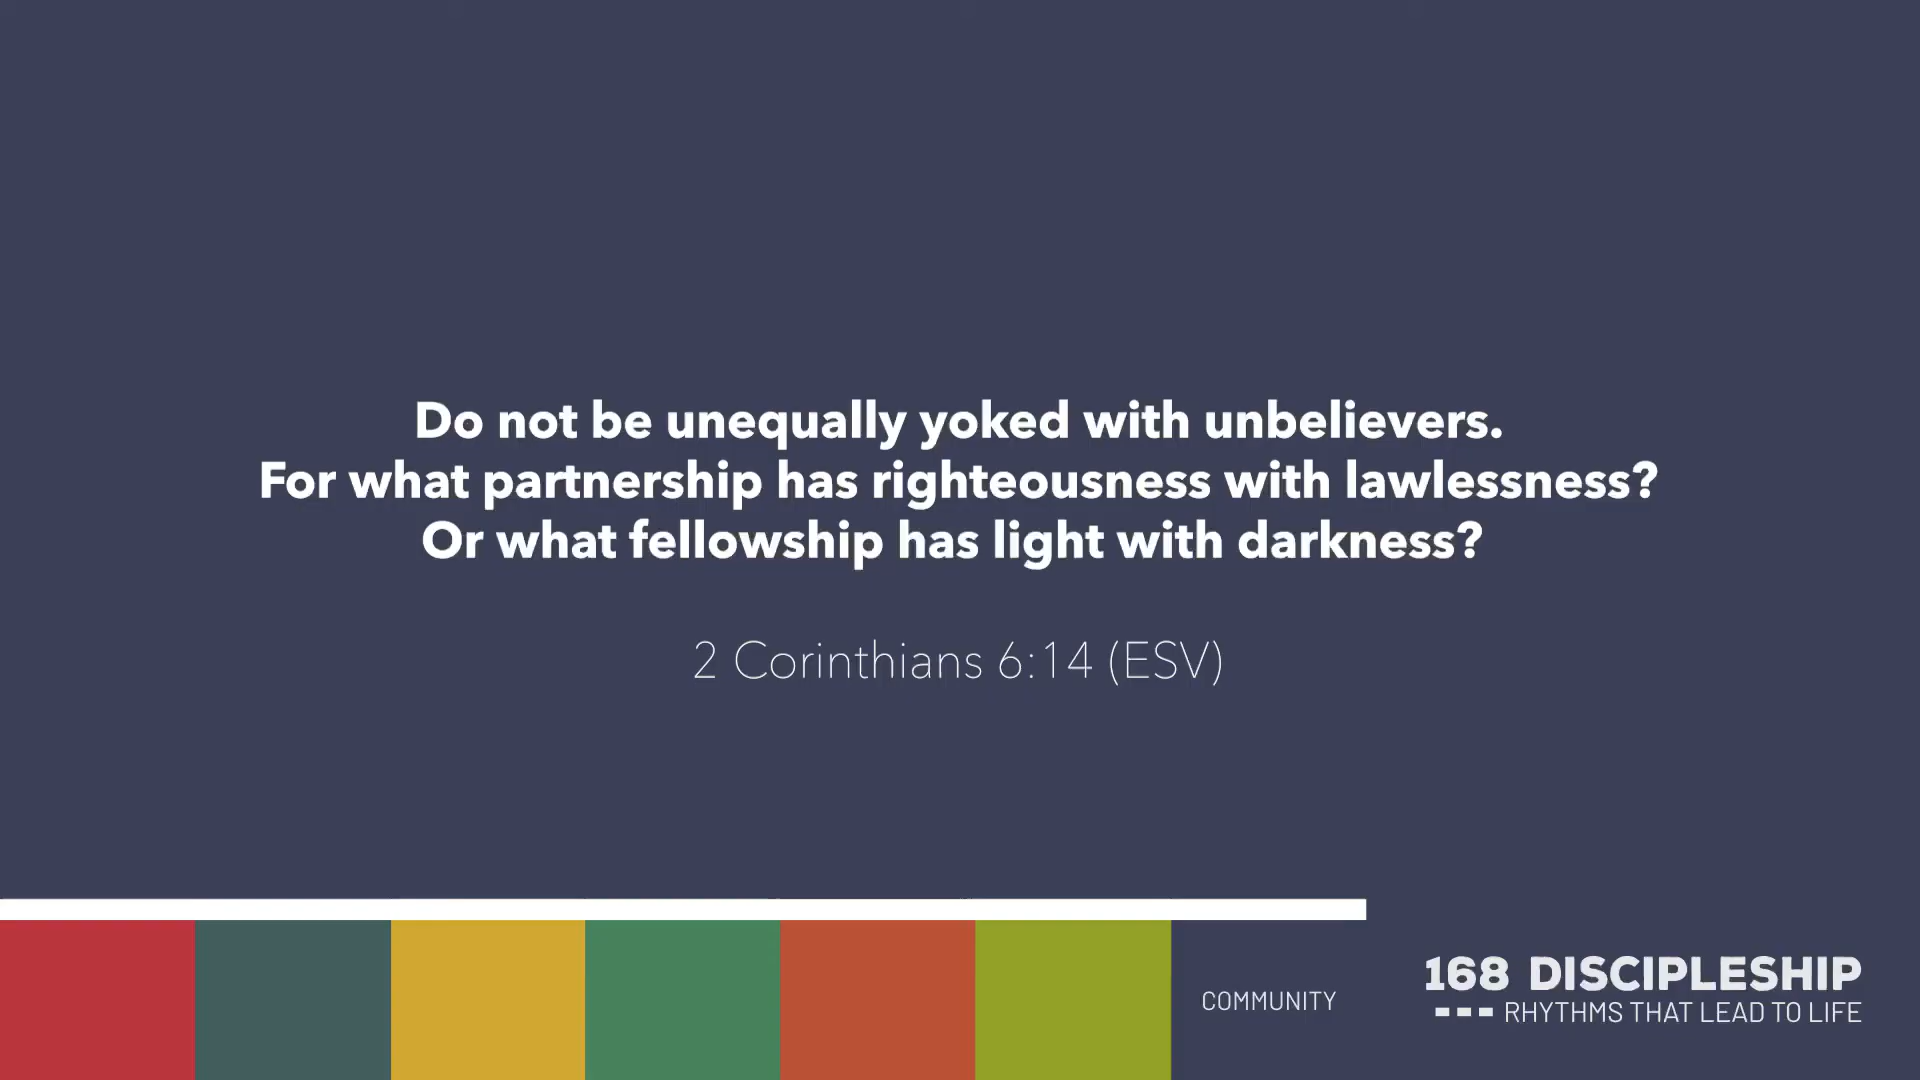 Do not be unequally yoked with unbelievers.
For what partnership has righteousness with lawlessness?
Or what fellowship has light with darkness?
2 Corinthians 6:14 (ESV)
COMMUNITY
168 DISCIPLESHIP
RHYTHMS THAT LEAD TO LIFE